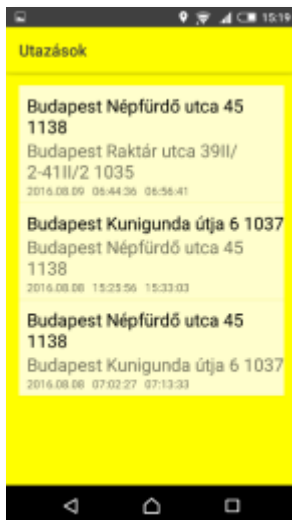 15:19
Utazások
Budapest Népfürdő utca 45
1138
Budapest Raktár utca 39II/
2-41II/2 1035
2016.08.09 06:44:36 06:56:41
Budapest Kunigunda útja 6 1037
Budapest Népfürdő utca 45
1138
2016.08.08 15:25:56 15:33:03
Budapest Népfürdő utca 45
1138
Budapest Kunigunda útja 6 1037
2016.08.08 07:02:27 07:13:33